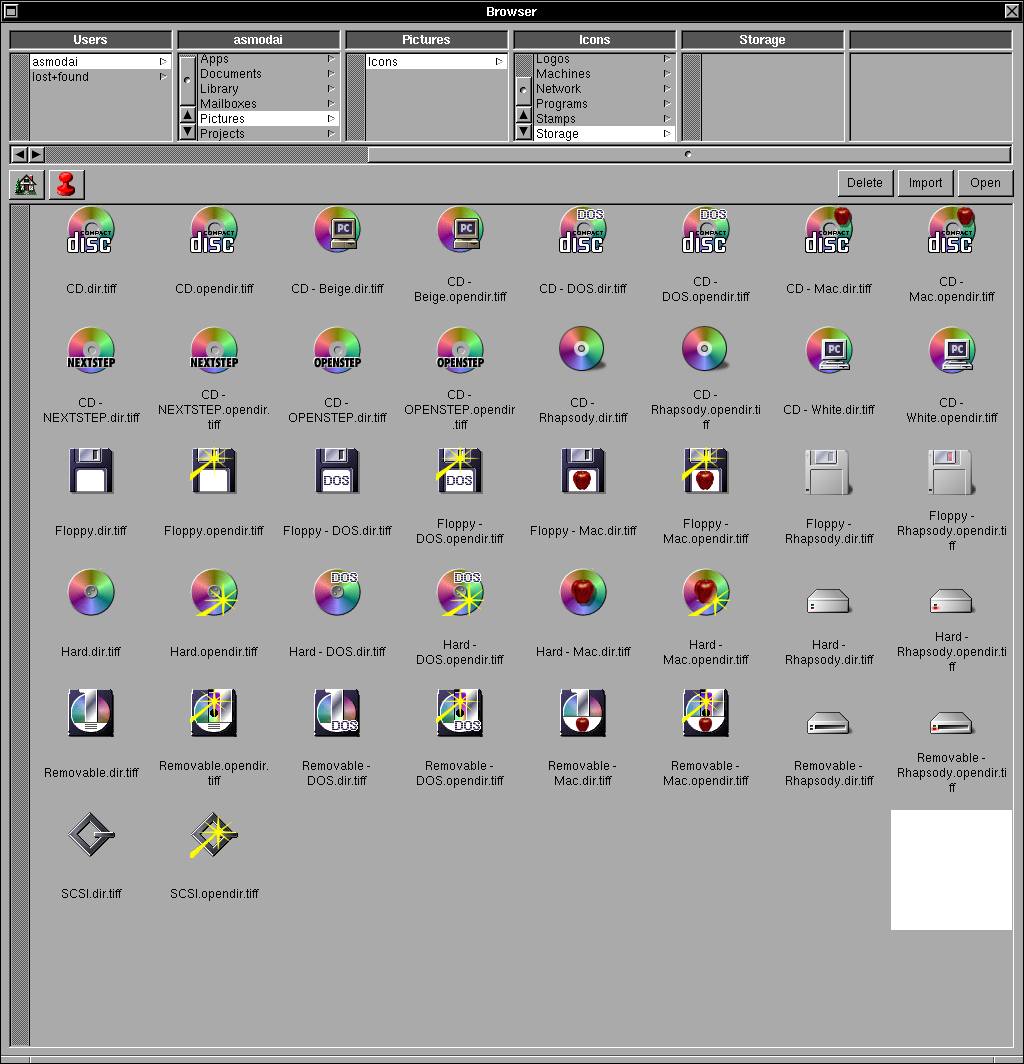 Browser
Users
asmodai
Pictures
Icons
Storage
asmodai
lost+found
Apps
Documents
Library
Mailboxes
Pictures
Projects
Icons
Logos
Machines
Network
Programs
Stamps
Storage
Delete
Import
Open
COMPACT
disc
COMPACT
disc
PC
PC
DOS
COMPACT
disc
DOS
COMPACT
disc
COMPACT
disc
COMPACT
disc
CD.dir.tiff
CD.opendir.tiff
CD - Beige.dir.tiff
CD -
Beige.opendir.tiff
CD - DOS.dir.tiff
CD -
DOS.opendir.tiff
CD - Mac.dir.tiff
CD -
Mac.opendir.tiff
NEXTSTEP
NEXTSTEP
OPENSTEP
OPENSTEP
PC
PC
CD -
NEXTSTEP.dir.tiff
CD -
NEXTSTEP.opendir.
tiff
CD -
OPENSTEP.dir.tiff
CD -
OPENSTEP.opendir
.tiff
CD -
Rhapsody.dir.tiff
CD -
Rhapsody.opendir.ti
ff
CD - White.dir.tiff
CD -
White.opendir.tiff
DOS
DOS
Floppy.dir.tiff
Floppy.opendir.tiff
Floppy - DOS.dir.tiff
Floppy -
DOS.opendir.tiff
Floppy - Mac.dir.tiff
Floppy -
Mac.opendir.tiff
Floppy -
Rhapsody.dir.tiff
Floppy -
Rhapsody.opendir.ti
ff
DOS
DOS
Hard.dir.tiff
Hard.opendir.tiff
Hard - DOS.dir.tiff
Hard -
DOS.opendir.tiff
Hard - Mac.dir.tiff
Hard -
Mac.opendir.tiff
Hard -
Rhapsody.dir.tiff
Hard -
Rhapsody.opendir.ti
ff
DOS
DOS
Removable.dir.tiff
Removable.opendir.
tiff
Removable -
DOS.dir.tiff
Removable -
DOS.opendir.tiff
Removable -
Mac.dir.tiff
Removable -
Mac.opendir.tiff
Removable -
Rhapsody.dir.tiff
Removable -
Rhapsody.opendir.ti
ff
SCSI.dir.tiff
SCSI.opendir.tiff